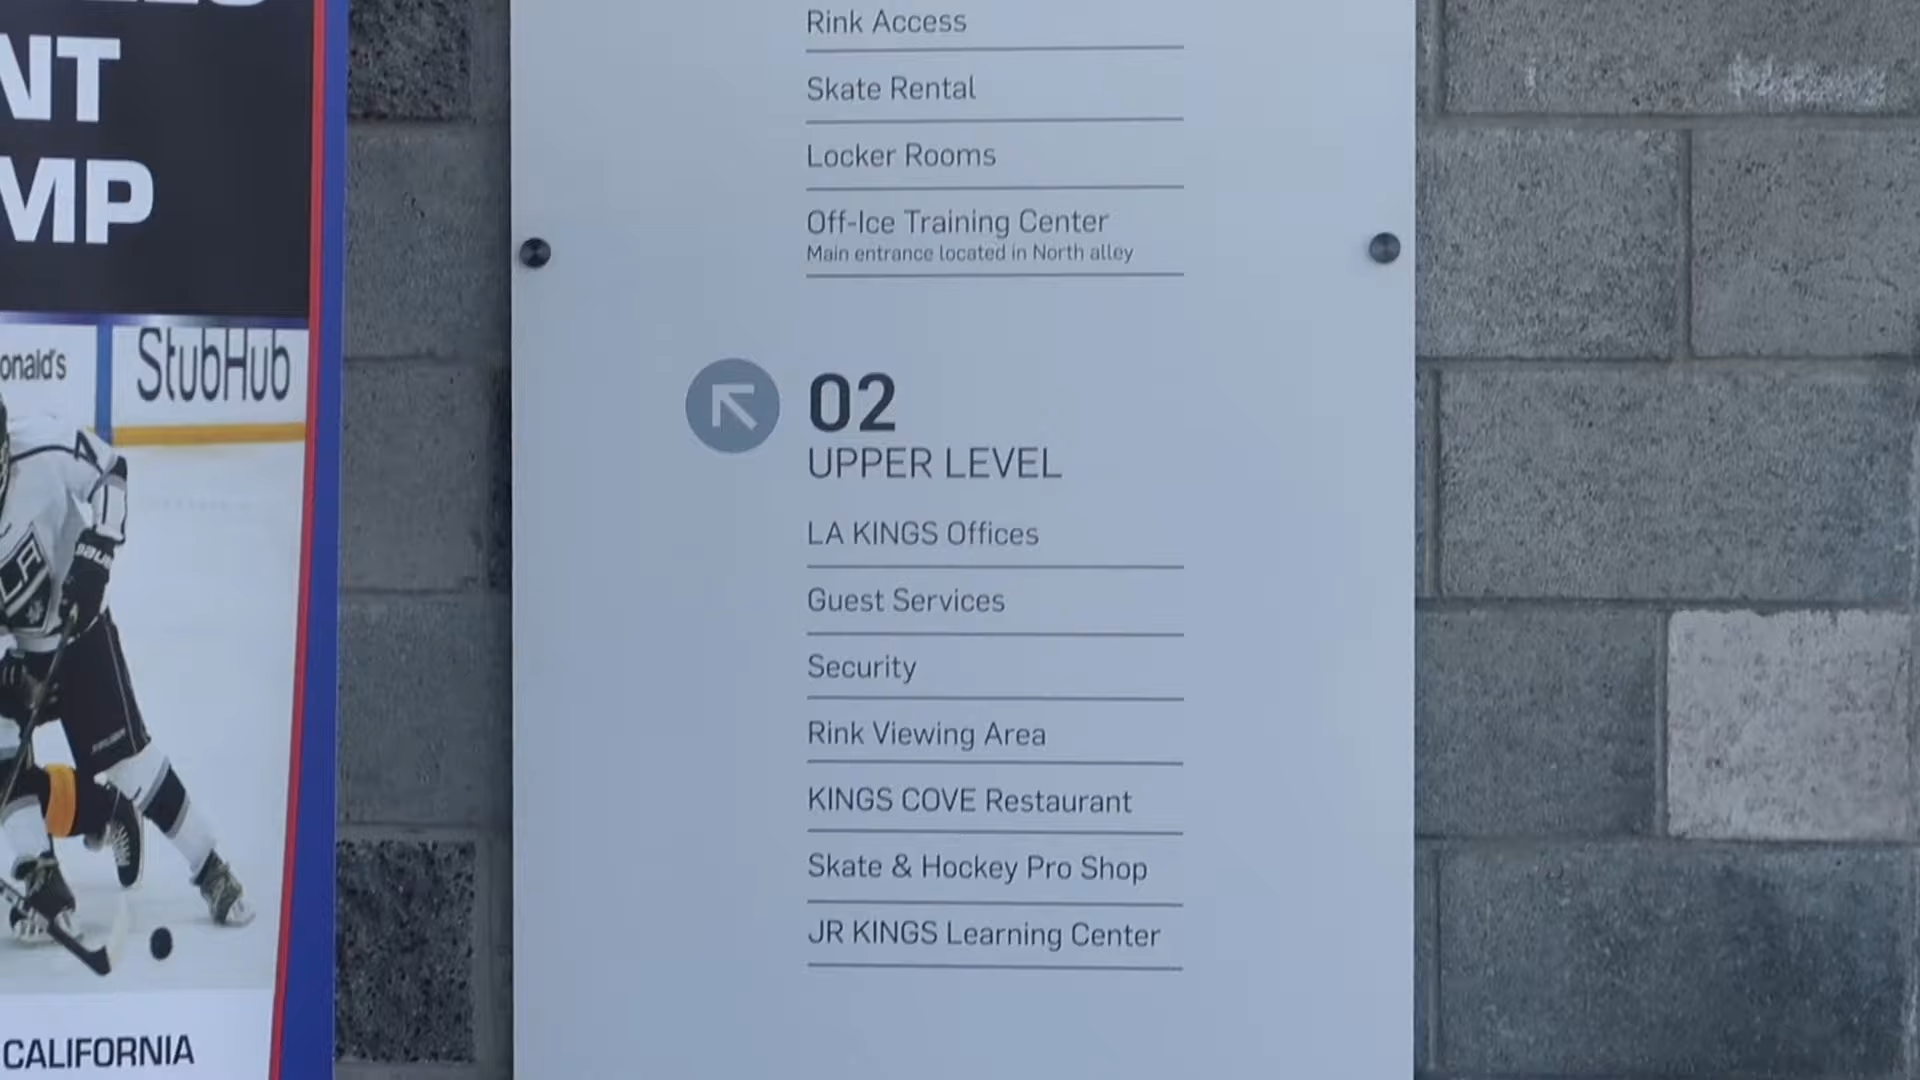 NT
MP
onald's
StubHub
LA
CALIFORNIA
Rink Access
Skate Rental
Locker Rooms
Off-Ice Training Center
Main entrance located in North alley
02
UPPER LEVEL
LA KINGS Offices
Guest Services
Security
Rink Viewing Area
KINGS COVE Restaurant
Skate & Hockey Pro Shop
JR KINGS Learning Center